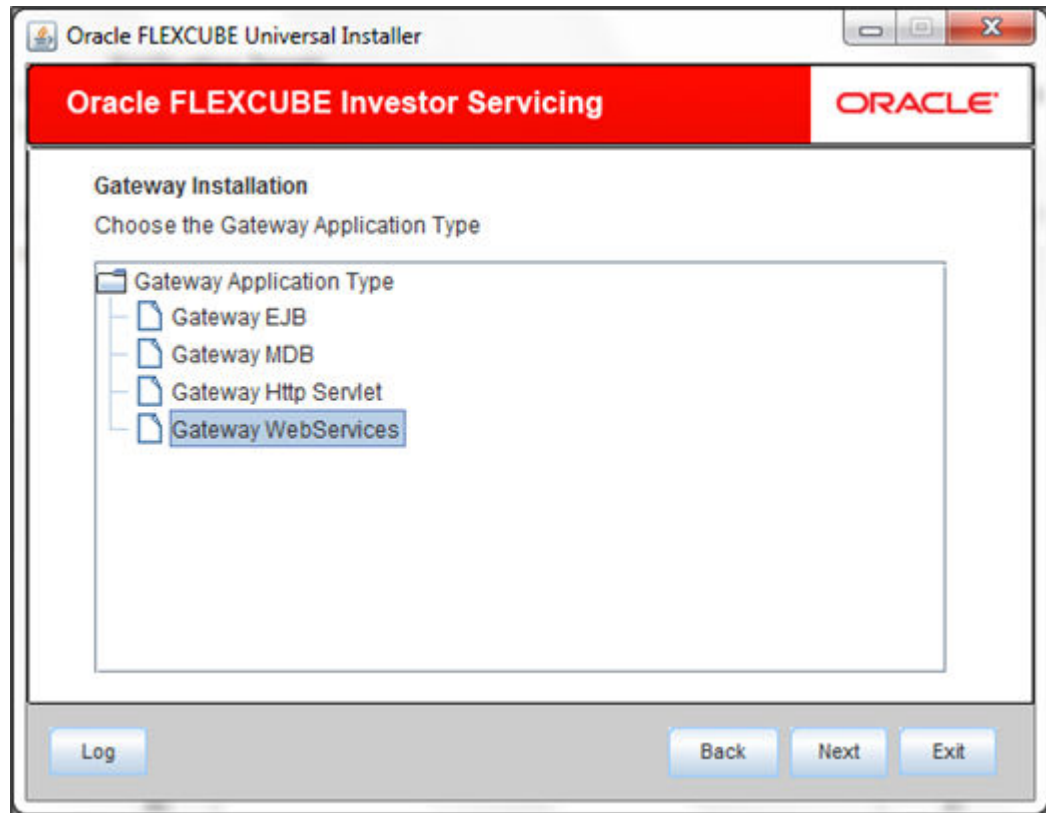 Oracle FLEXCUBE Universal Installer
Oracle FLEXCUBE Investor Servicing
ORACLE
Gateway Installation
Choose the Gateway Application Type
Gateway Application Type
Gateway EJB
Gateway MDB
Gateway Http Servlet
Gateway WebServices
Log Back Next Exit